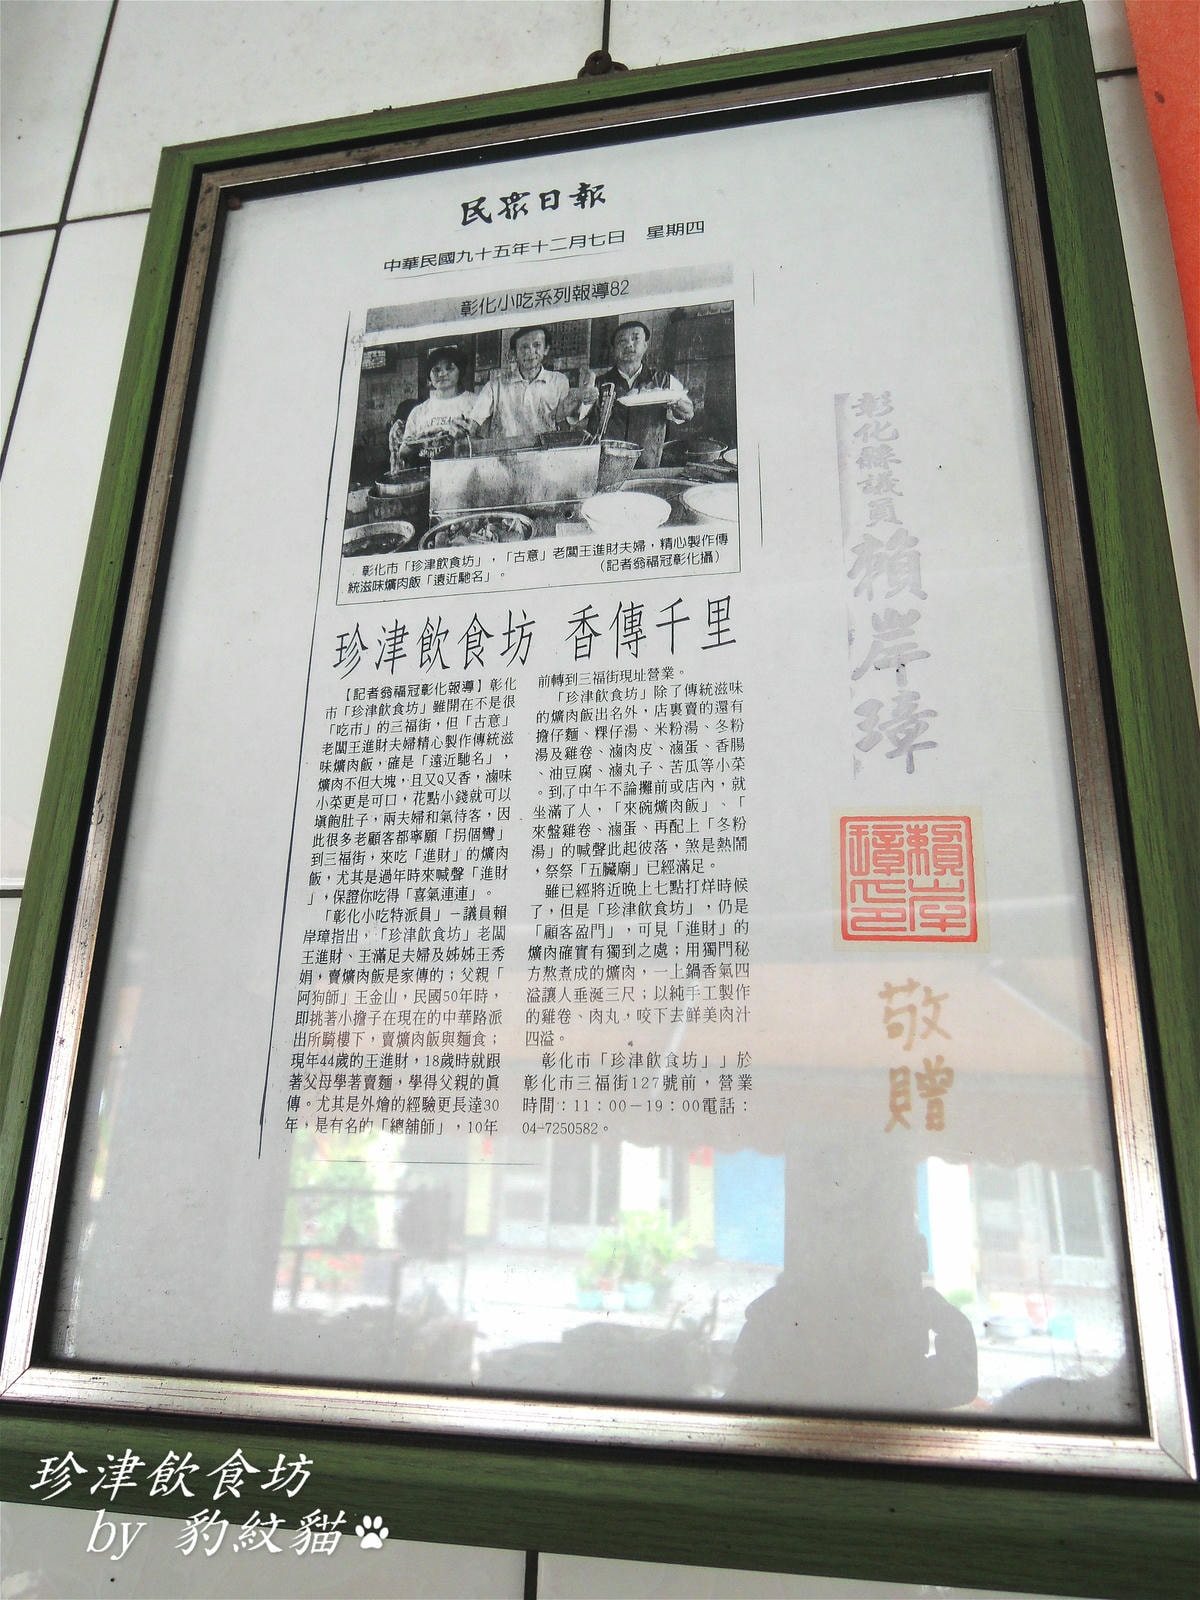 民眾日報
中華民國九十五年十二月七日 星期四
彰化小吃系列報導82
彰化市「珍津飲食坊」,「古意」老闆王進財夫婦,精心製作傳
統滋味爌肉飯「遠近馳名」。 (記者翁福冠彰化攝)
珍津飲食坊 香傳千里
【記者翁福冠彰化報導】彰化
市「珍津飲食坊」雖開在不是很
「吃市」的三福街,但「古意」
老闆王進財夫婦精心製作傳統滋
味爌肉飯,確是「遠近馳名」,
爌肉不但大塊,且又Q又香,滷味
小菜更是可口,花點小錢就可以
填飽肚子,兩夫婦和氣待客,因
此很多老顧客都寧願「拐個彎」
到三福街,來吃「進財」的爌肉
飯,尤其是過年時來喊聲「進財
」,保證你吃得「喜氣連連」。
「彰化小吃特派員」-議員賴
岸璋指出,「珍津飲食坊」老闆
王進財、王滿足夫婦及姊姊王秀
娟,賣爌肉飯是家傳的;父親「
阿狗師」王金山,民國50年時,
即挑著小擔子在現在的中華路派
出所騎樓下,賣爌肉飯與麵食;
現年44歲的王進財,18歲時就跟
著父母學著賣麵,學得父親的真
傳。尤其是外燴的經驗更長達30
年,是有名的「總舖師」,10年
前轉到三福街現址營業。
「珍津飲食坊」除了傳統滋味
的爌肉飯出名外,店裏賣的還有
擔仔麵、粿仔湯、米粉湯、冬粉
湯及雞卷、滷肉皮、滷蛋、香腸
、油豆腐、滷丸子、苦瓜等小菜
。到了中午不論攤前或店內,就
坐滿了人,「來碗爌肉飯」、「
來盤雞卷、滷蛋、再配上「冬粉
湯」的喊聲此起彼落,煞是熱鬧
,祭祭「五臟廟」已經滿足。
雖已經將近晚上七點打烊時候
了,但是「珍津飲食坊」,仍是
「顧客盈門」,可見「進財」的
爌肉確實有獨到之處;用獨門秘
方熬煮成的爌肉,一上鍋香氣四
溢讓人垂涎三尺;以純手工製作
的雞卷、肉丸,咬下去鮮美肉汁
四溢。
彰化市「珍津飲食坊」」於
彰化市三福街127號前,營業
時間:11:00-19:00電話:
04-7250582。
彰化縣議員賴岸璋
賴岸璋印
敬贈
珍津飲食坊
by 豹紋貓